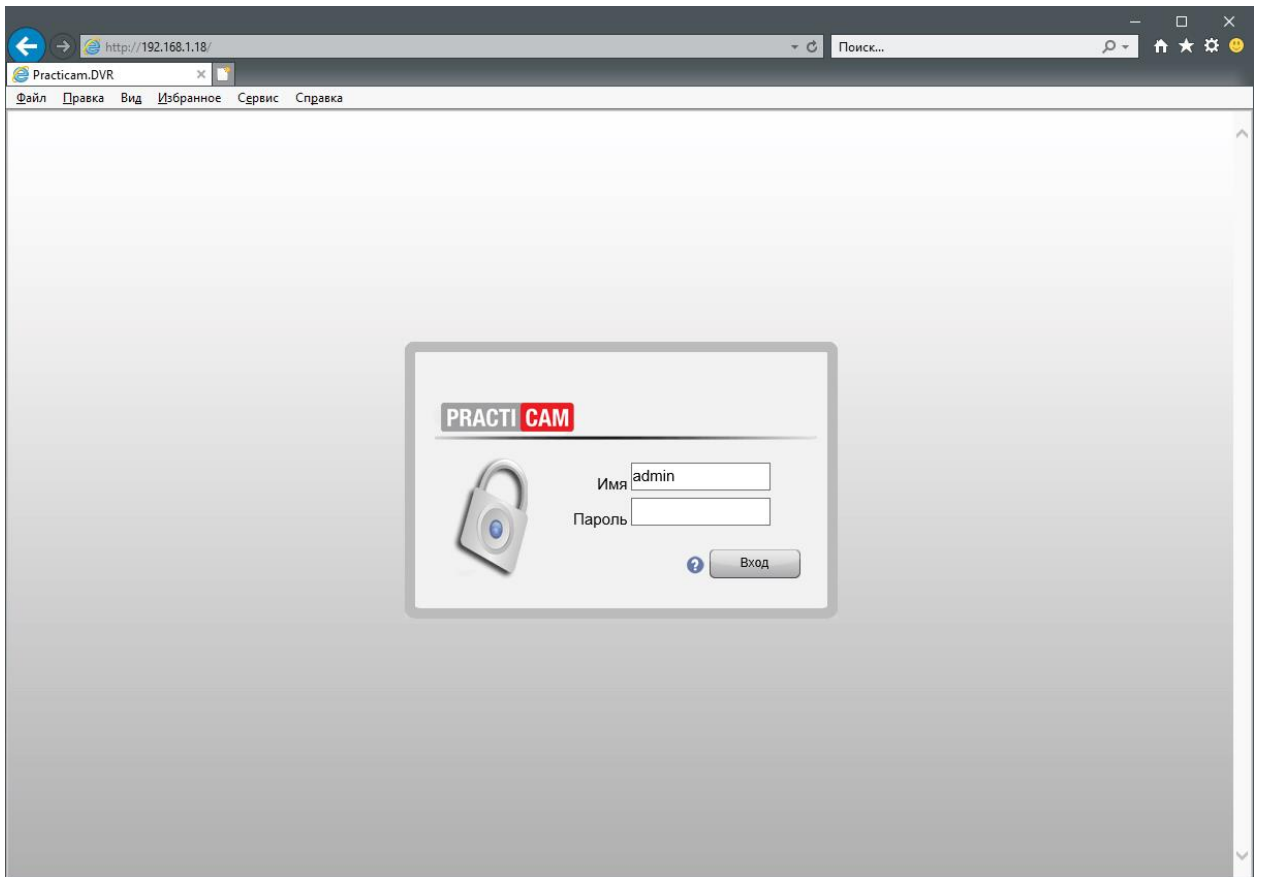 http://192.168.1.18/
Поиск...
Practicam.DVR
Файл Правка Вид Избранное Сервис Справка
PRACTI CAM
Имя admin
Пароль
? Вход